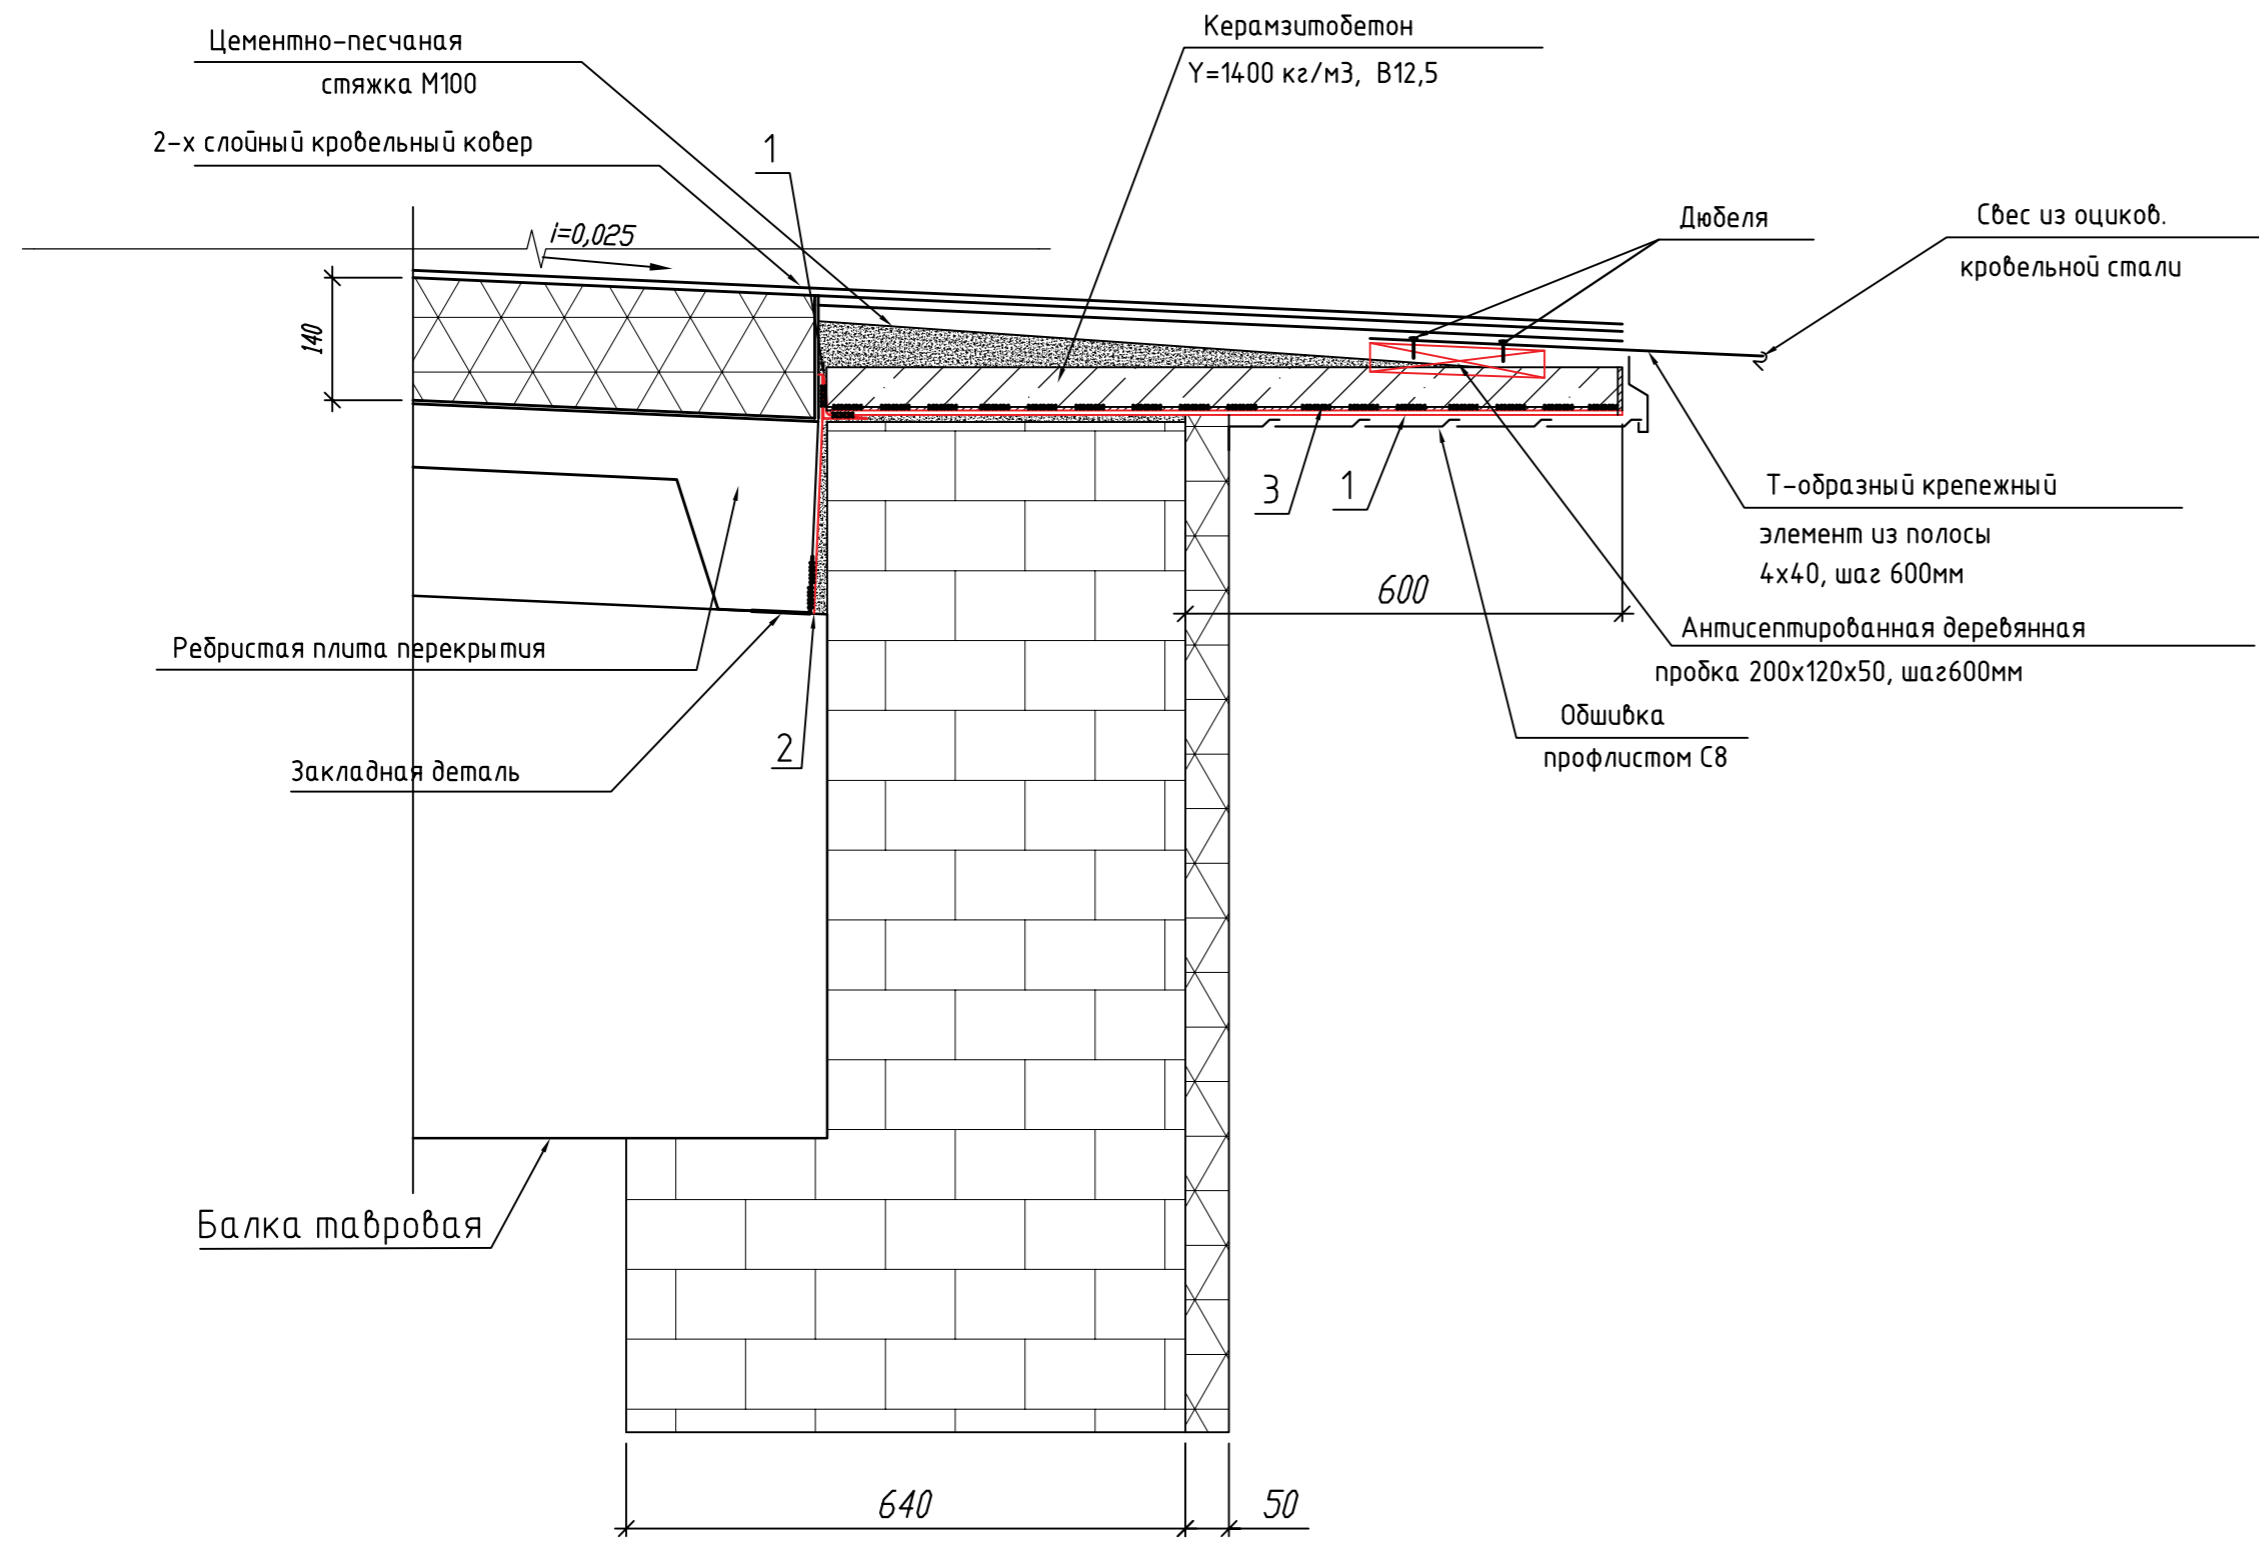 Керамзитобетон
Y=1400 кг/м3, В12,5
Цементно-песчаная
стяжка М100
2-х слойный кровельный ковер
1
Дюбеля
Свес из оциков.
кровельной стали
i=0,025
140
3
1
Т-образный крепежный
элемент из полосы
4х40, шаг 600мм
600
Антисептированная деревянная
пробка 200х120х50, шаг600мм
Ребристая плита перекрытия
Обшивка
профлистом С8
2
Закладная деталь
Балка тавровая
640
50